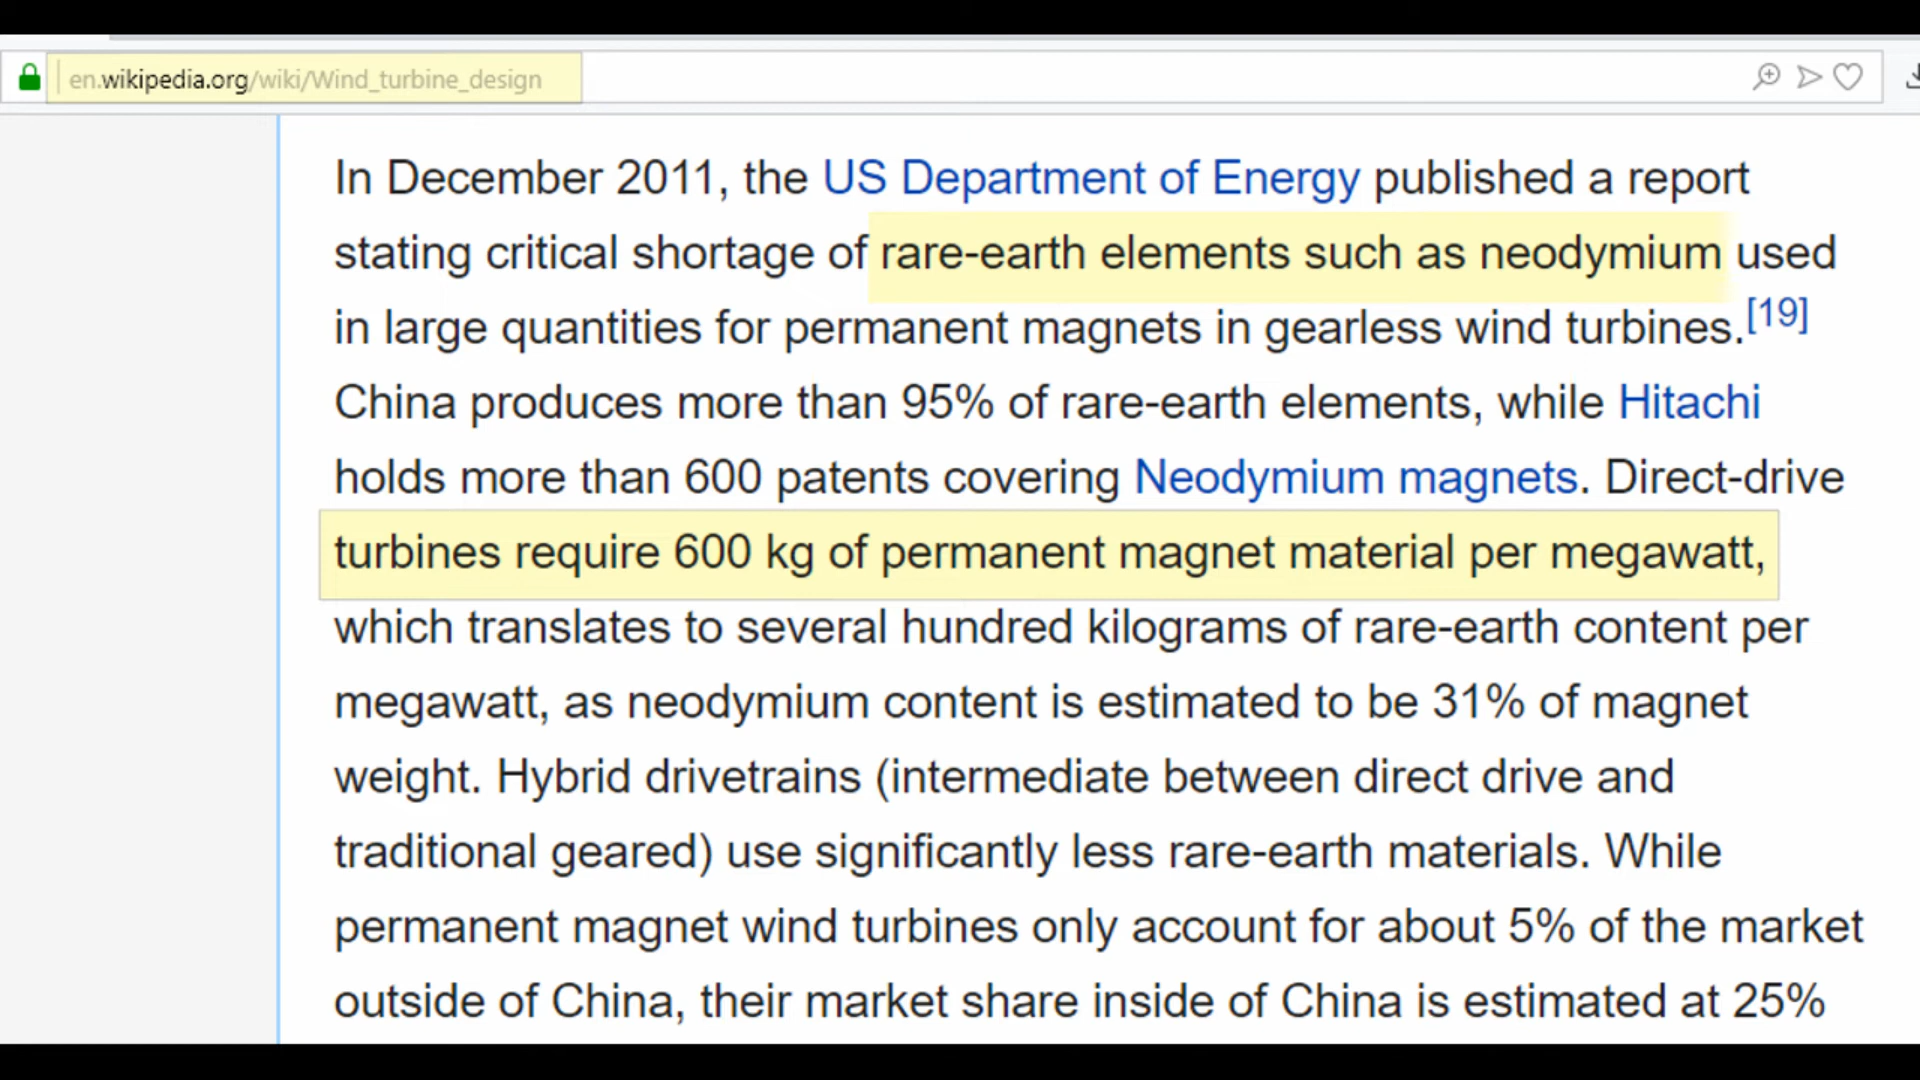 en.wikipedia.org/wiki/Wind_turbine_design
In December 2011, the US Department of Energy published a report
stating critical shortage of rare-earth elements such as neodymium used
in large quantities for permanent magnets in gearless wind turbines.[19]
China produces more than 95% of rare-earth elements, while Hitachi
holds more than 600 patents covering Neodymium magnets. Direct-drive
turbines require 600 kg of permanent magnet material per megawatt,
which translates to several hundred kilograms of rare-earth content per
megawatt, as neodymium content is estimated to be 31% of magnet
weight. Hybrid drivetrains (intermediate between direct drive and
traditional geared) use significantly less rare-earth materials. While
permanent magnet wind turbines only account for about 5% of the market
outside of China, their market share inside of China is estimated at 25%